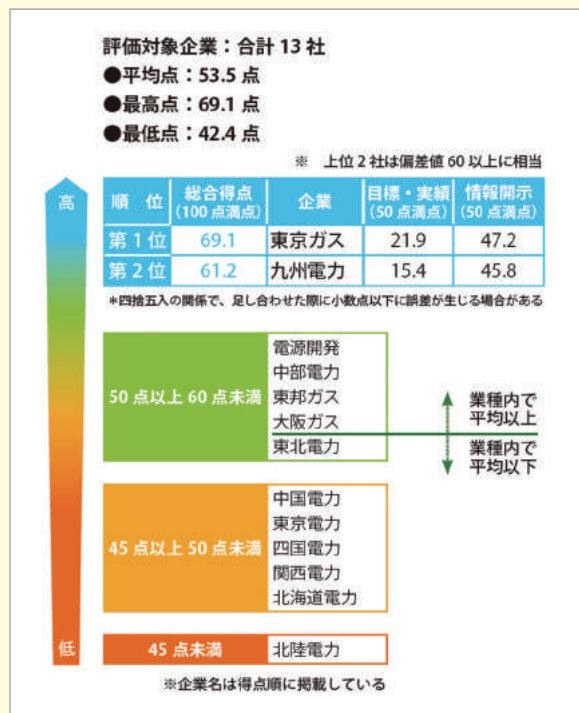 評価対象企業：合計 13 社
●平均点：53.5 点
●最高点：69.1 点
●最低点：42.4 点
※ 上位 2 社は偏差値 60 以上に相当
高
順 位 総合得点 (100 点満点) 企業 目標・実績 (50 点満点) 情報開示 (50 点満点)
第 1 位 69.1 東京ガス 21.9 47.2
第 2 位 61.2 九州電力 15.4 45.8
＊四捨五入の関係で、足し合わせた際に小数点以下に誤差が生じる場合がある
50 点以上 60 点未満
電源開発
中部電力
東邦ガス
大阪ガス
東北電力
業種内で
平均以上
業種内で
平均以下
45 点以上 50 点未満
中国電力
東京電力
四国電力
関西電力
北海道電力
低
45 点未満 北陸電力
※企業名は得点順に掲載している